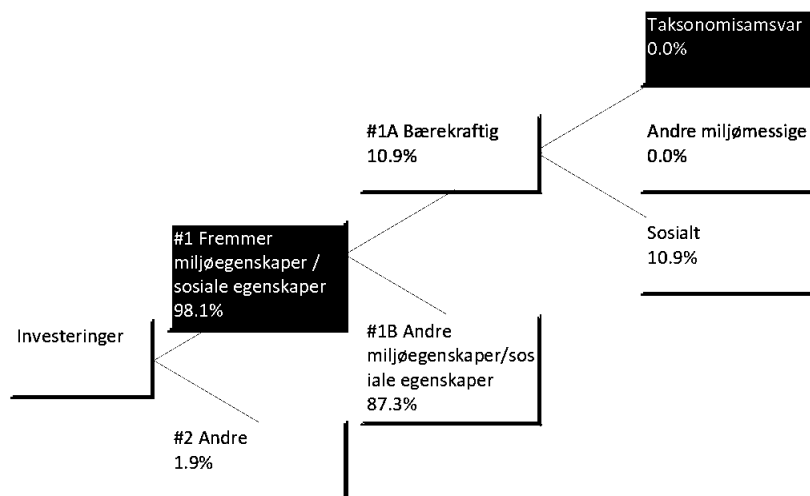 Taksonomisamsvar
0.0%
#1A Bærekraftig
10.9%
Andre miljømessige
0.0%
#1 Fremmer
miljøegenskaper /
sosiale egenskaper
98.1%
Sosialt
10.9%
Investeringer
#1B Andre
miljøegenskaper/sos
iale egenskaper
87.3%
#2 Andre
1.9%